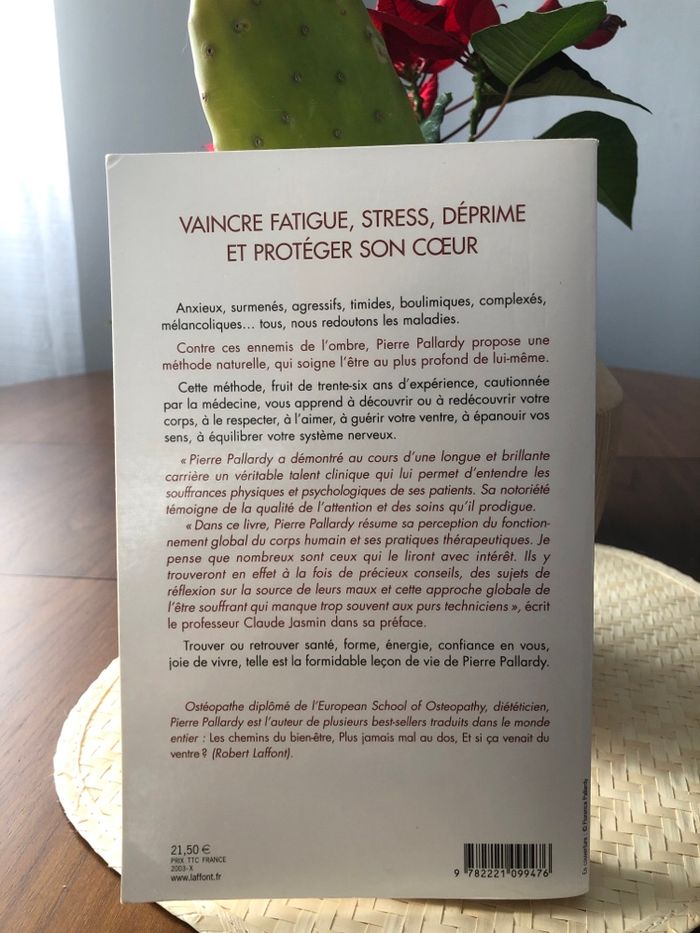 VAINCRE FATIGUE, STRESS, DÉPRIME
ET PROTÉGER SON CŒUR
Anxieux, surmenés, agressifs, timides, boulimiques, complexés,
mélancoliques... tous, nous redoutons les maladies.
Contre ces ennemis de l'ombre, Pierre Pallardy propose une
méthode naturelle, qui soigne l'être au plus profond de lui-même.
Cette méthode, fruit de trente-six ans d'expérience, cautionnée
par la médecine, vous apprend à découvrir ou à redécouvrir votre
corps, à le respecter, à l'aimer, à guérir votre ventre, à épanouir vos
sens, à équilibrer votre système nerveux.
« Pierre Pallardy a démontré au cours d'une longue et brillante
carrière un véritable talent clinique qui lui permet d'entendre les
souffrances physiques et psychologiques de ses patients. Sa notoriété
témoigne de la qualité de l'attention et des soins qu'il prodigue.
« Dans ce livre, Pierre Pallardy résume sa perception du fonction-
nement global du corps humain et ses pratiques thérapeutiques. Je
pense que nombreux sont ceux qui le liront avec intérêt. Ils y
trouveront en effet à la fois de précieux conseils, des sujets de
réflexion sur la source de leurs maux et cette approche globale de
l'être souffrant qui manque trop souvent aux purs techniciens », écrit
le professeur Claude Jasmin dans sa préface.
Trouver ou retrouver santé, forme, énergie, confiance en vous,
joie de vivre, telle est la formidable leçon de vie de Pierre Pallardy.
Ostéopathe diplômé de l'European School of Osteopathy, diététicien,
Pierre Pallardy est l'auteur de plusieurs best-sellers traduits dans le monde
entier : Les chemins du bien-être, Plus jamais mal au dos, Et si ça venait du
ventre ? (Robert Laffont).
21,50 €
PRIX TTC FRANCE
2003-X
www.laffont.fr
9 782221 099476
En couverture : © Florence Pallardy